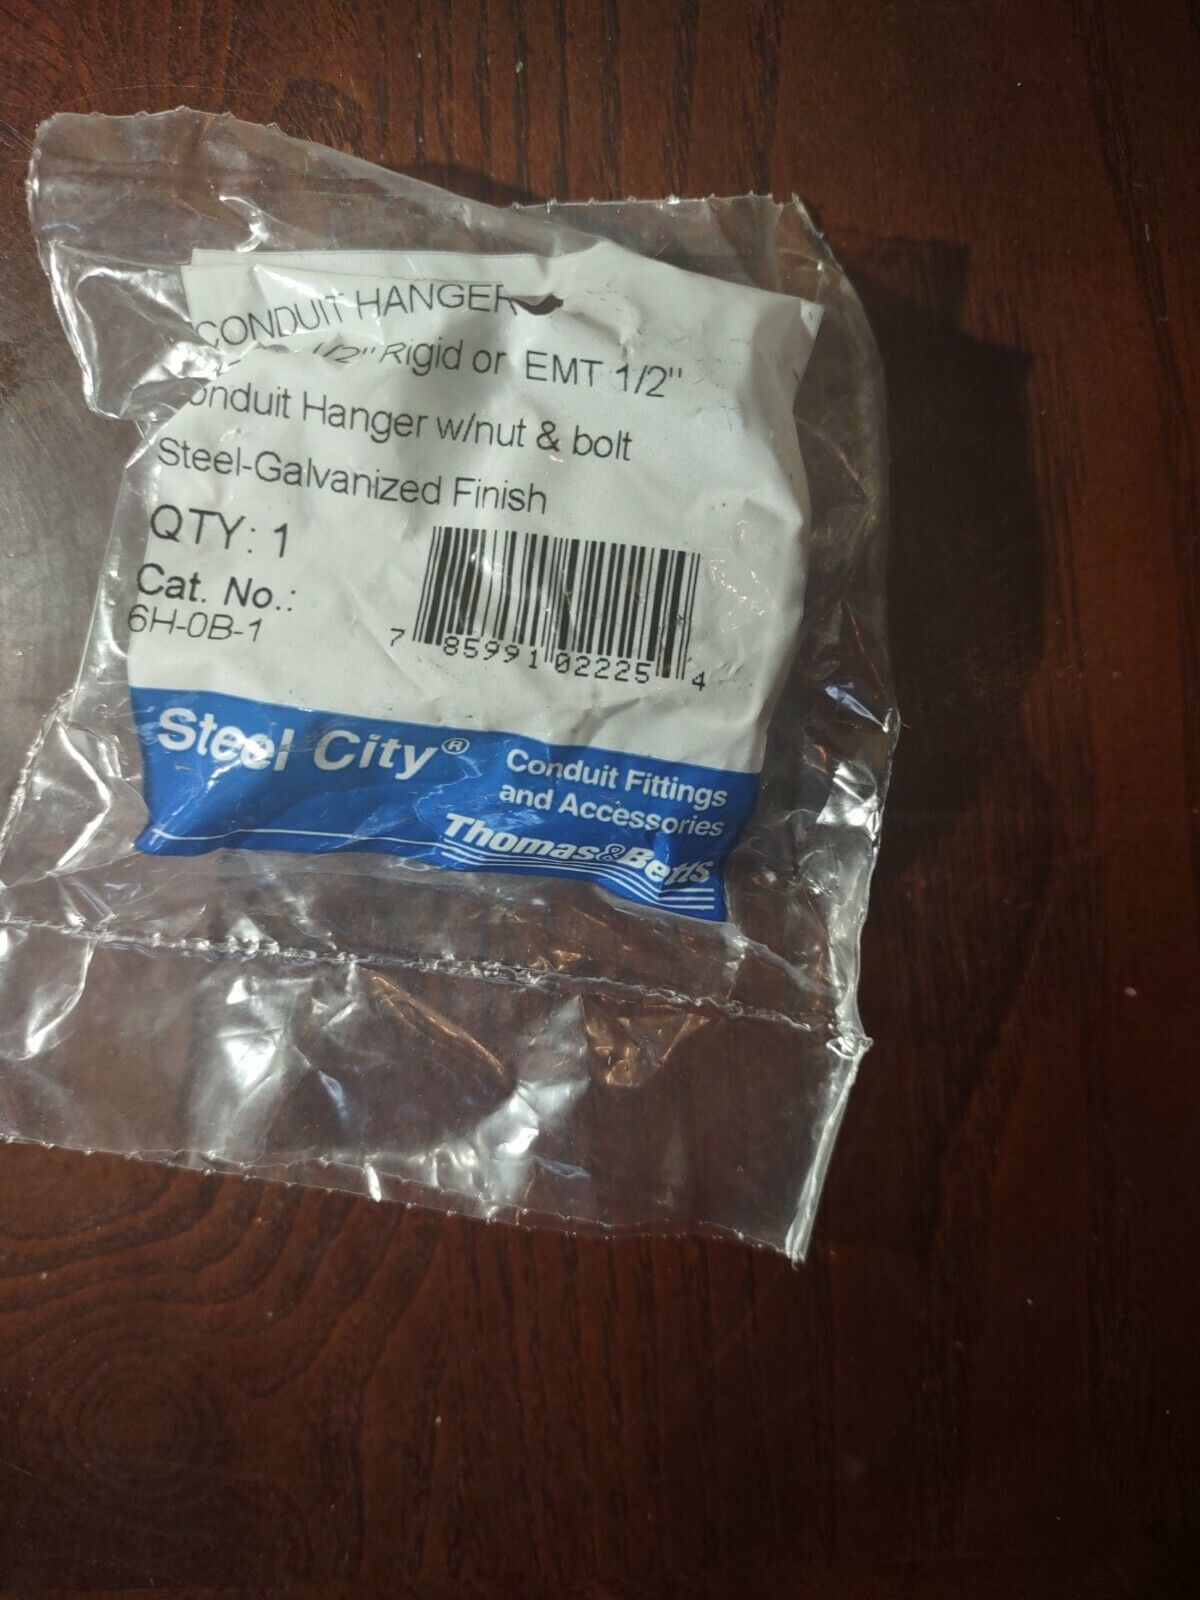 CONDUIT HANGER
1/2" Rigid or EMT 1/2"
onduit Hanger w/nut & bolt
Steel-Galvanized Finish
QTY: 1
Cat. No.:
6H-0B-1
7 85991 02225 4
Steel City®
Conduit Fittings
and Accessories
Thomas&Betts